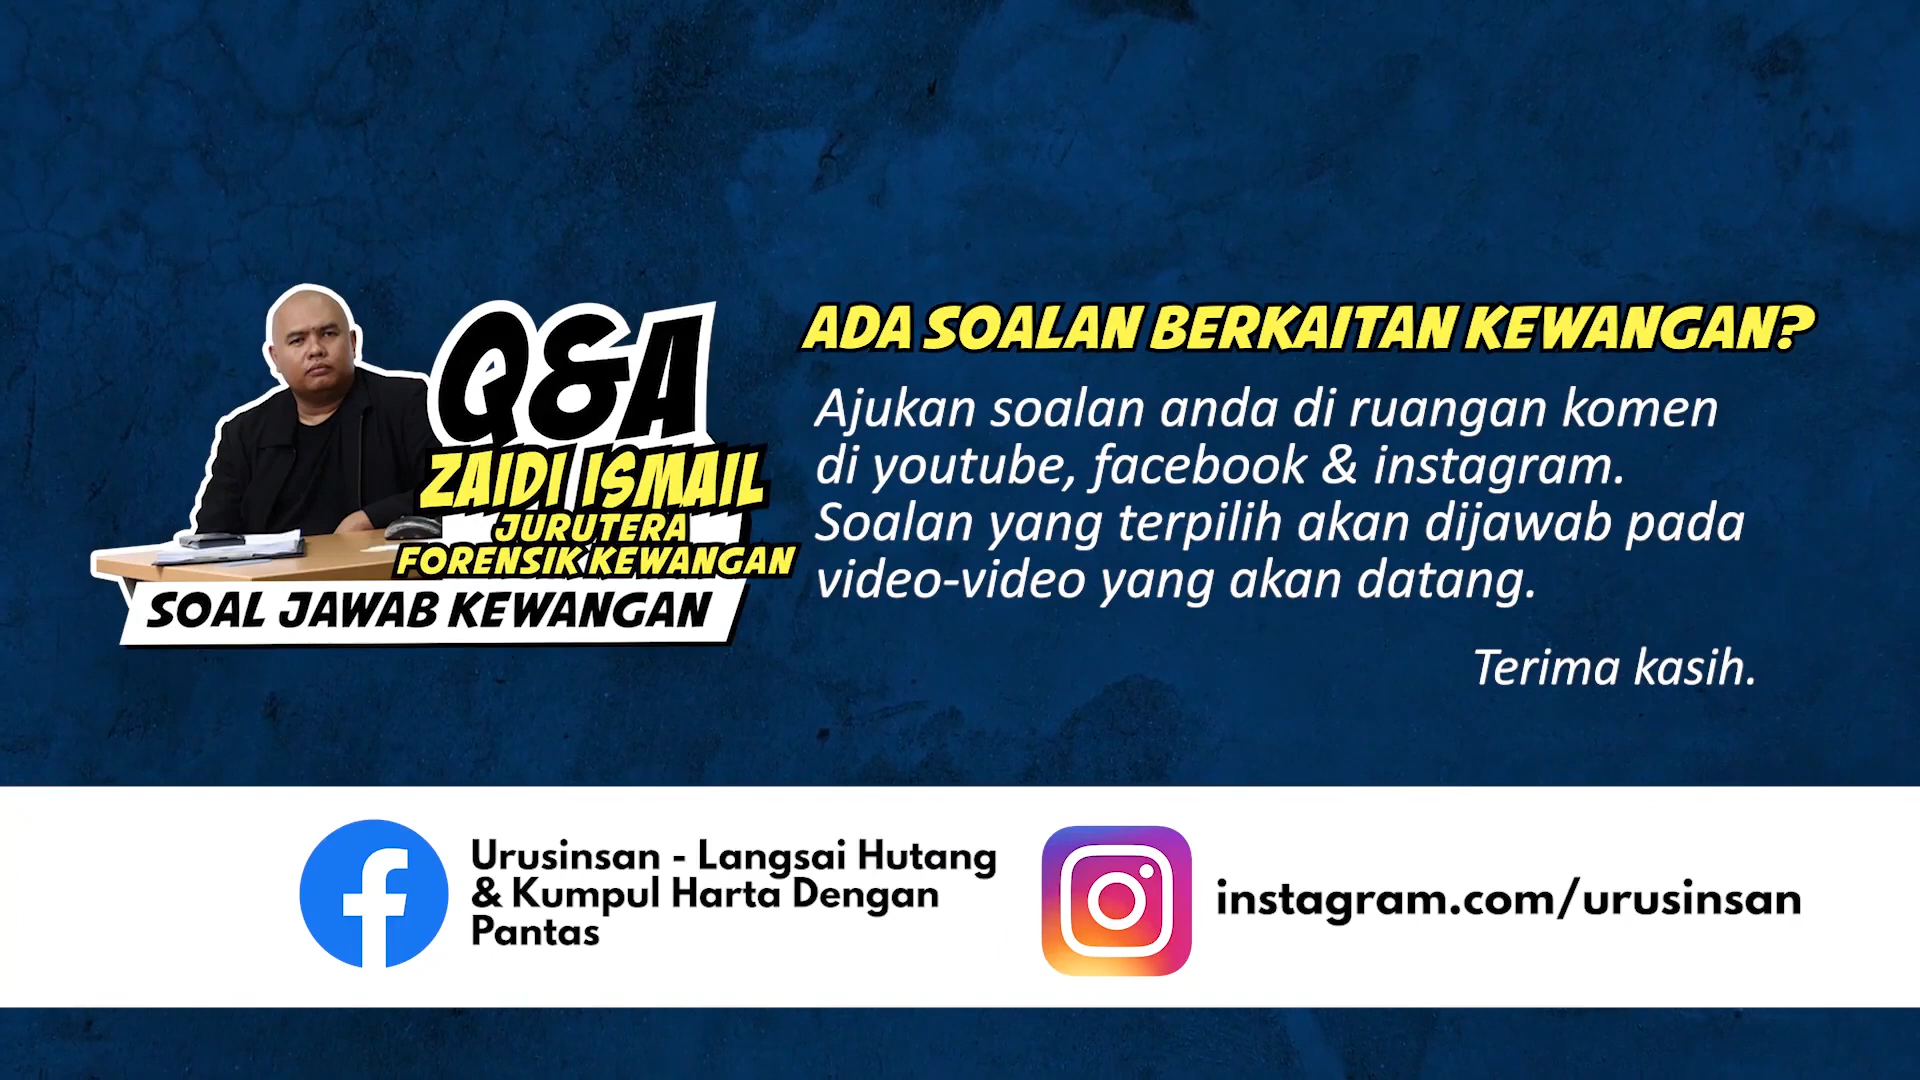 Q&A
ZAIDI ISMAIL
JURUTERA
FORENSIK KEWANGAN
SOAL JAWAB KEWANGAN
ADA SOALAN BERKAITAN KEWANGAN?
Ajukan soalan anda di ruangan komen
di youtube, facebook & instagram.
Soalan yang terpilih akan dijawab pada
video-video yang akan datang.
Terima kasih.
Urusinsan - Langsai Hutang
& Kumpul Harta Dengan
Pantas
instagram.com/urusinsan